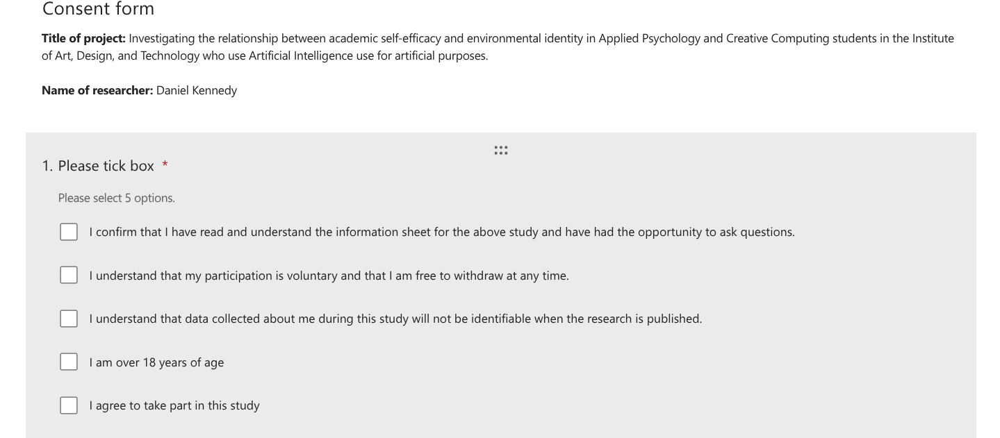 Consent form
Title of project: Investigating the relationship between academic self-efficacy and environmental identity in Applied Psychology and Creative Computing students in the Institute
of Art, Design, and Technology who use Artificial Intelligence use for artificial purposes.
Name of researcher: Daniel Kennedy
1. Please tick box *
Please select 5 options.
I confirm that I have read and understand the information sheet for the above study and have had the opportunity to ask questions.
I understand that my participation is voluntary and that I am free to withdraw at any time.
I understand that data collected about me during this study will not be identifiable when the research is published.
I am over 18 years of age
I agree to take part in this study